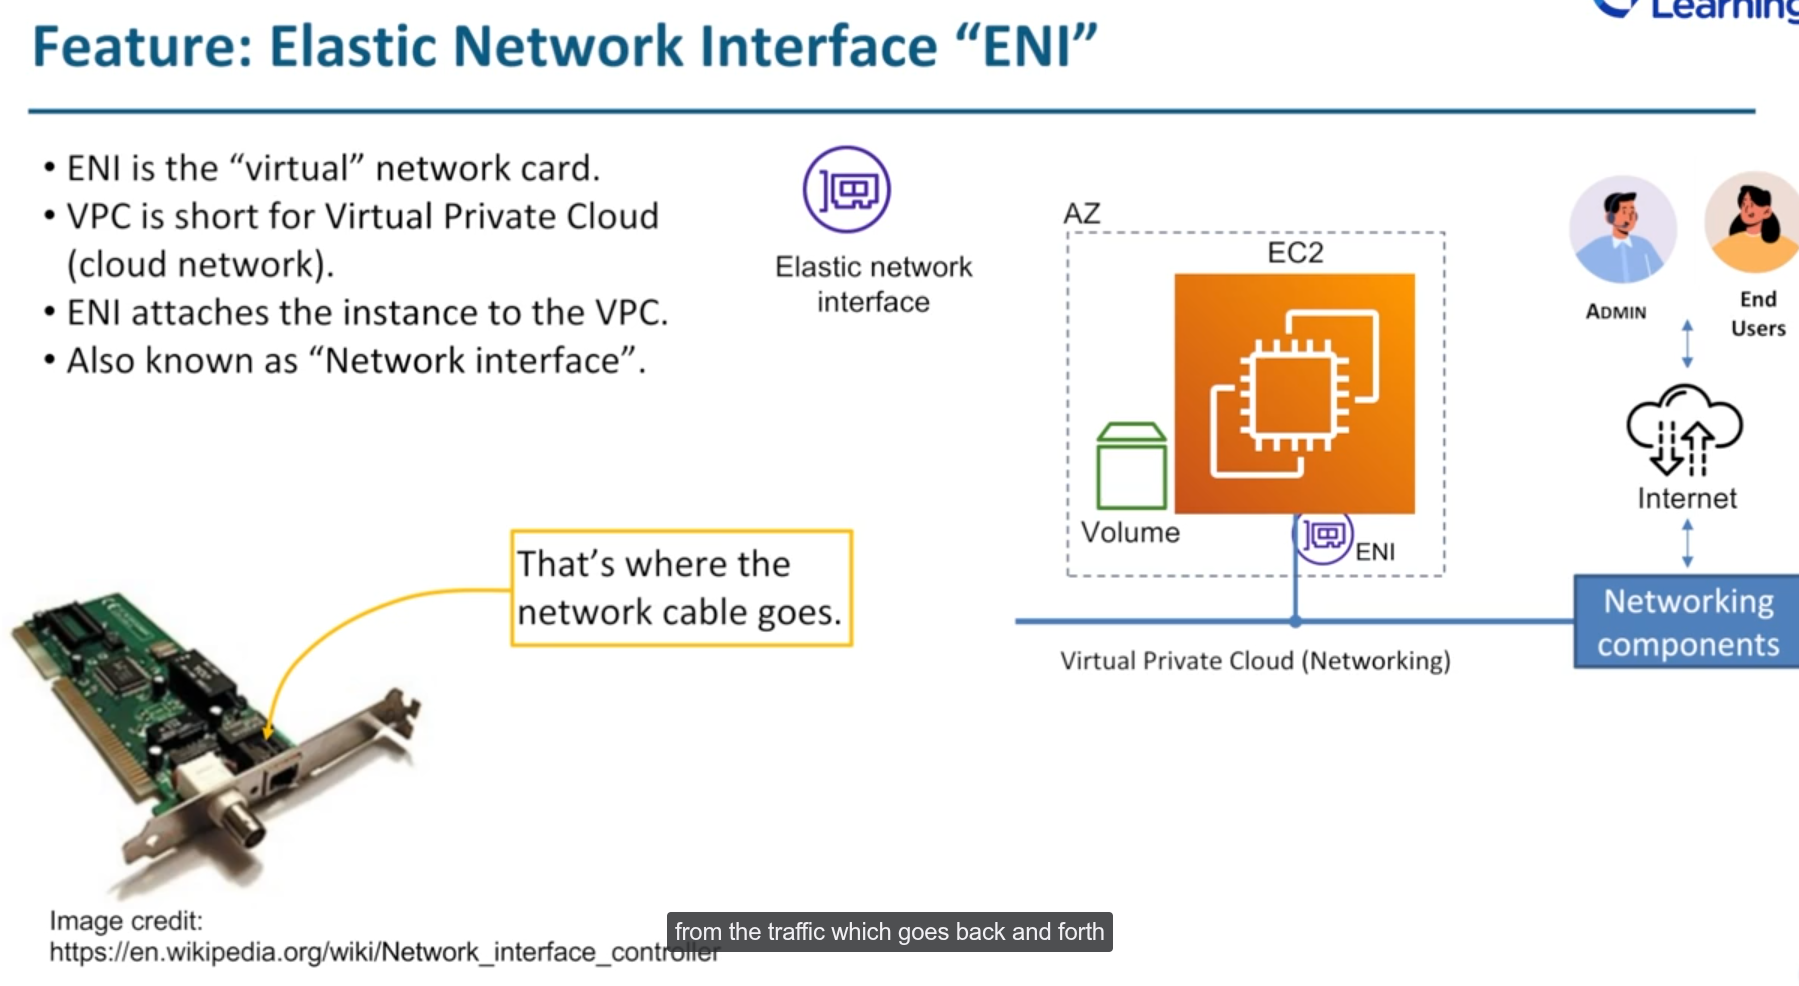 Learning
Feature: Elastic Network Interface “ENI”
• ENI is the “virtual” network card.
• VPC is short for Virtual Private Cloud
(cloud network).
• ENI attaches the instance to the VPC.
• Also known as “Network interface”.
Elastic network
interface
AZ
EC2
Volume
ENI
Virtual Private Cloud (Networking)
ADMIN
End
Users
Internet
Networking
components
That’s where the
network cable goes.
Image credit:
https://en.wikipedia.org/wiki/Network_interface_controller
from the traffic which goes back and forth